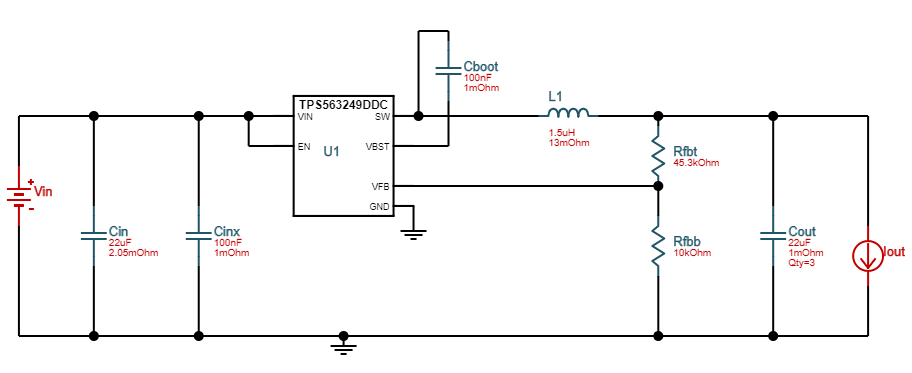 Cboot
100nF
1mOhm
TPS563249DDC
VIN
SW
EN
U1
VBST
VFB
GND
L1
1.5uH
13mOhm
Rfbt
45.3kOhm
Vin
+
-
Cin
22uF
2.05mOhm
Cinx
100nF
1mOhm
Rfbb
10kOhm
Cout
22uF
1mOhm
Qty=3
Iout